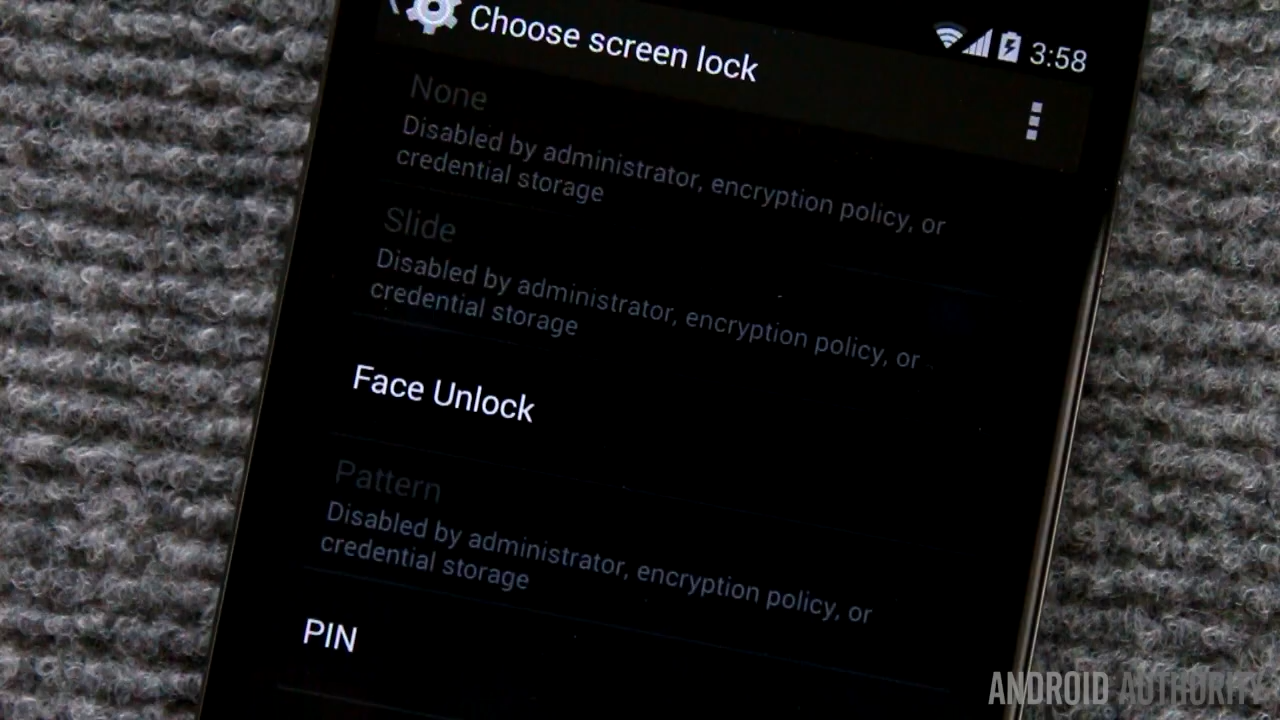 Choose screen lock
3:58
None
Disabled by administrator, encryption policy, or
credential storage
Slide
Disabled by administrator, encryption policy, or
credential storage
Face Unlock
Pattern
Disabled by administrator, encryption policy, or
credential storage
PIN
ANDROID AUTHORITY